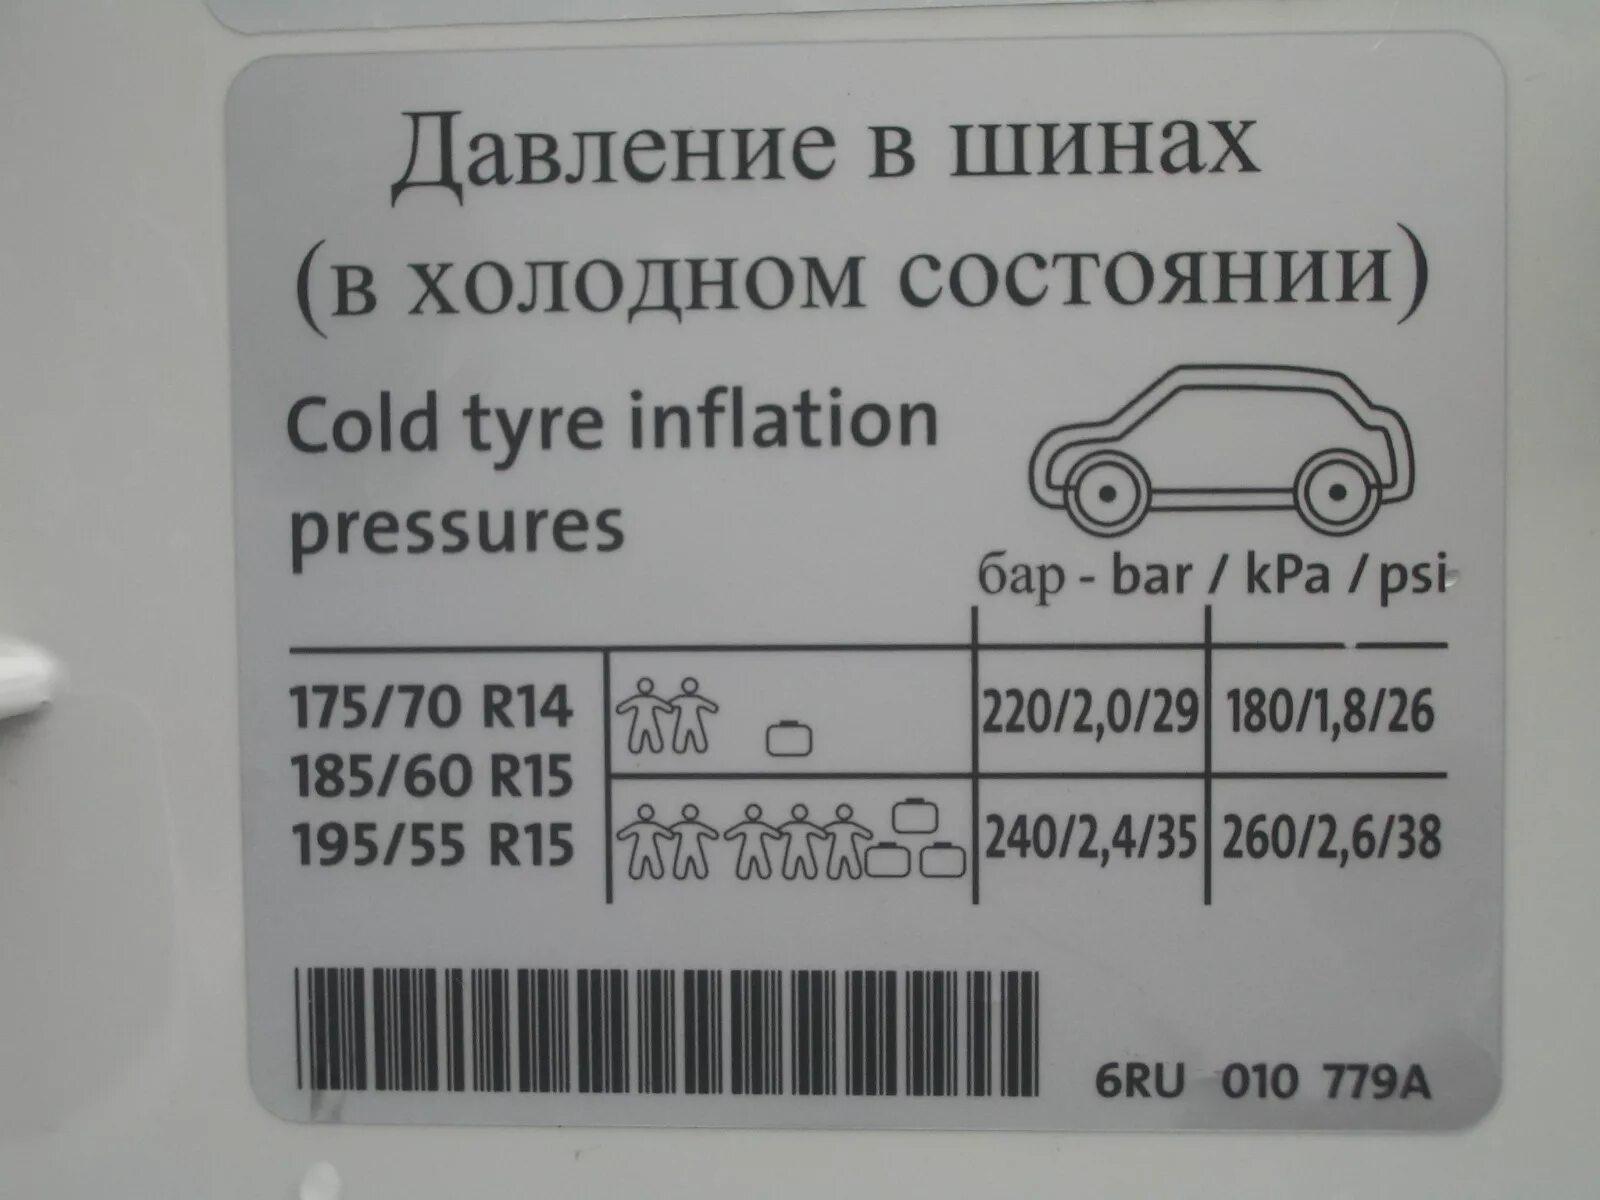 Давление в шинах
(в холодном состоянии)
Cold tyre inflation
pressures
бар - bar / kPa / psi
175/70 R14
185/60 R15
195/55 R15
220/2,0/29 180/1,8/26
240/2,4/35 260/2,6/38
6RU 010 779A